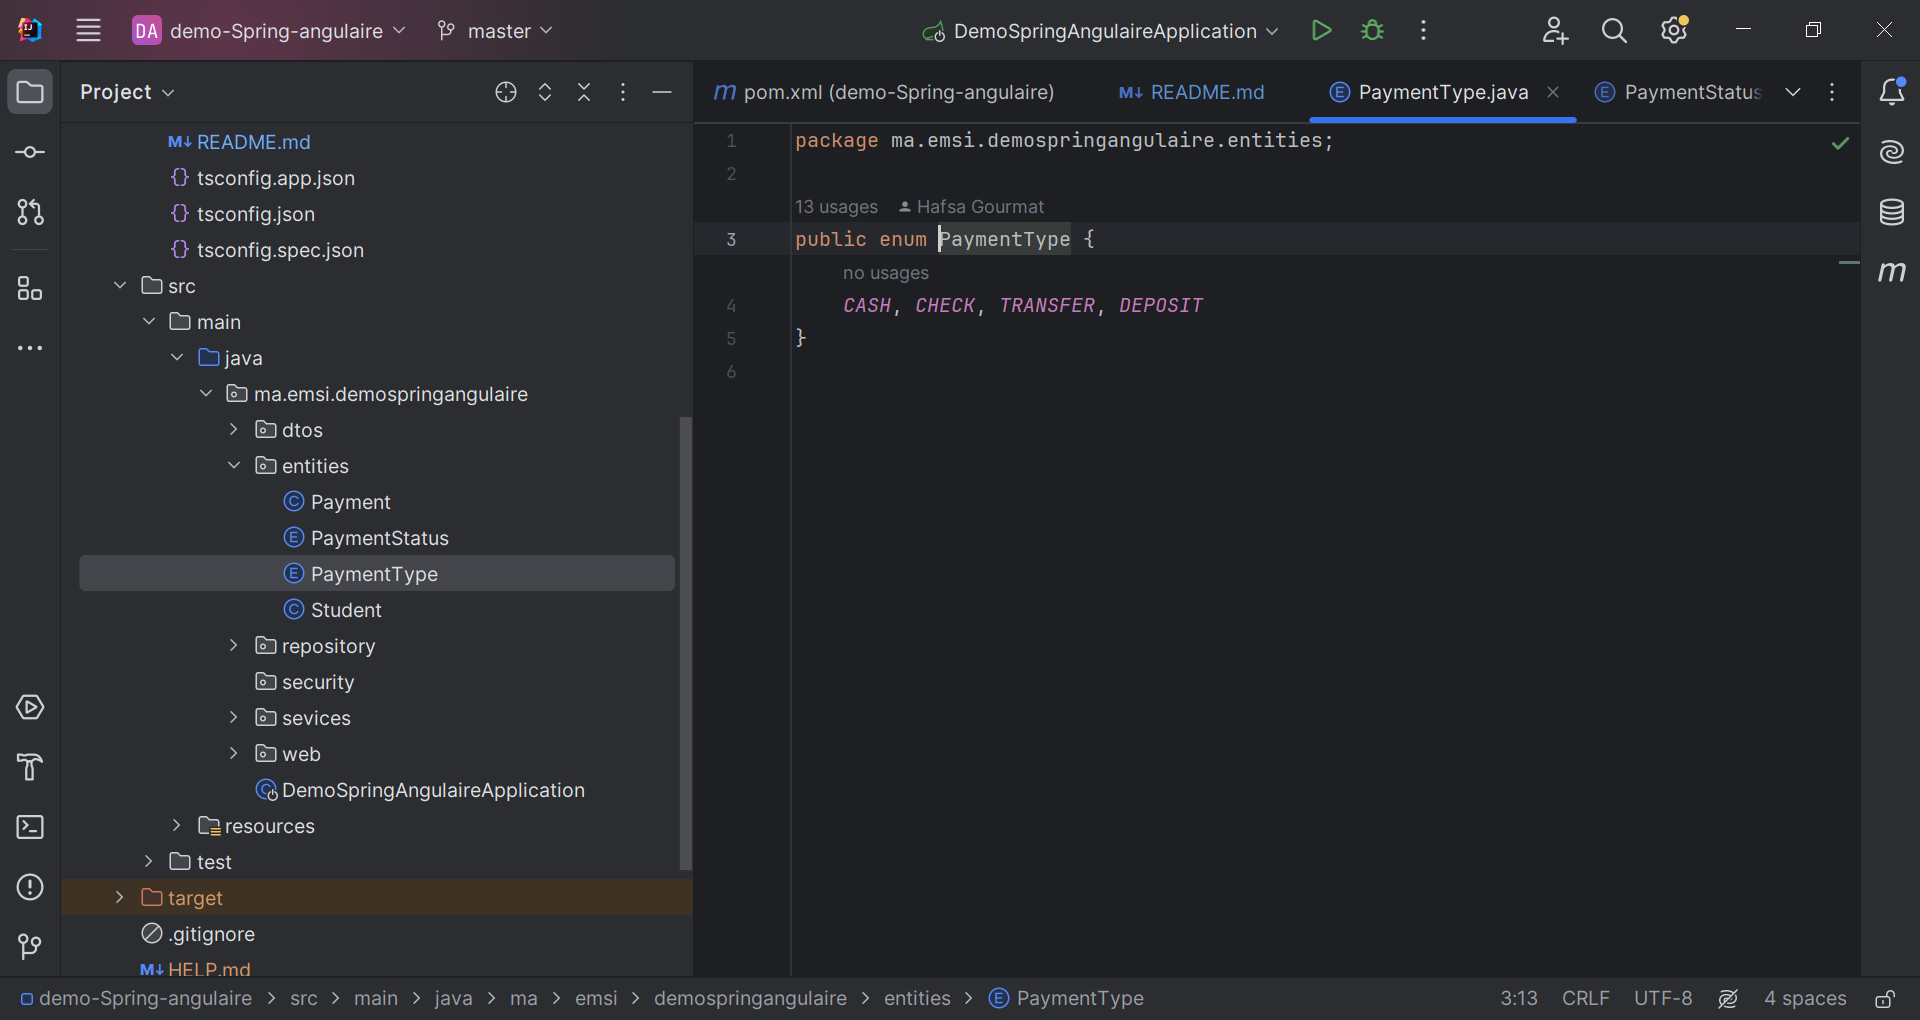 DA demo-Spring-angulaire master DemoSpringAngulaireApplication
Project
pom.xml (demo-Spring-angulaire) README.md PaymentType.java PaymentStatus
README.md
tsconfig.app.json
tsconfig.json
tsconfig.spec.json
src
main
java
ma.emsi.demospringangulaire
dtos
entities
Payment
PaymentStatus
PaymentType
Student
repository
security
sevices
web
DemoSpringAngulaireApplication
resources
test
target
.gitignore
HELP.md
1 package ma.emsi.demospringangulaire.entities;
2
13 usages Hafsa Gourmat
3 public enum PaymentType {
no usages
4 CASH, CHECK, TRANSFER, DEPOSIT
5 }
6
demo-Spring-angulaire > src > main > java > ma > emsi > demospringangulaire > entities > PaymentType 3:13 CRLF UTF-8 4 spaces